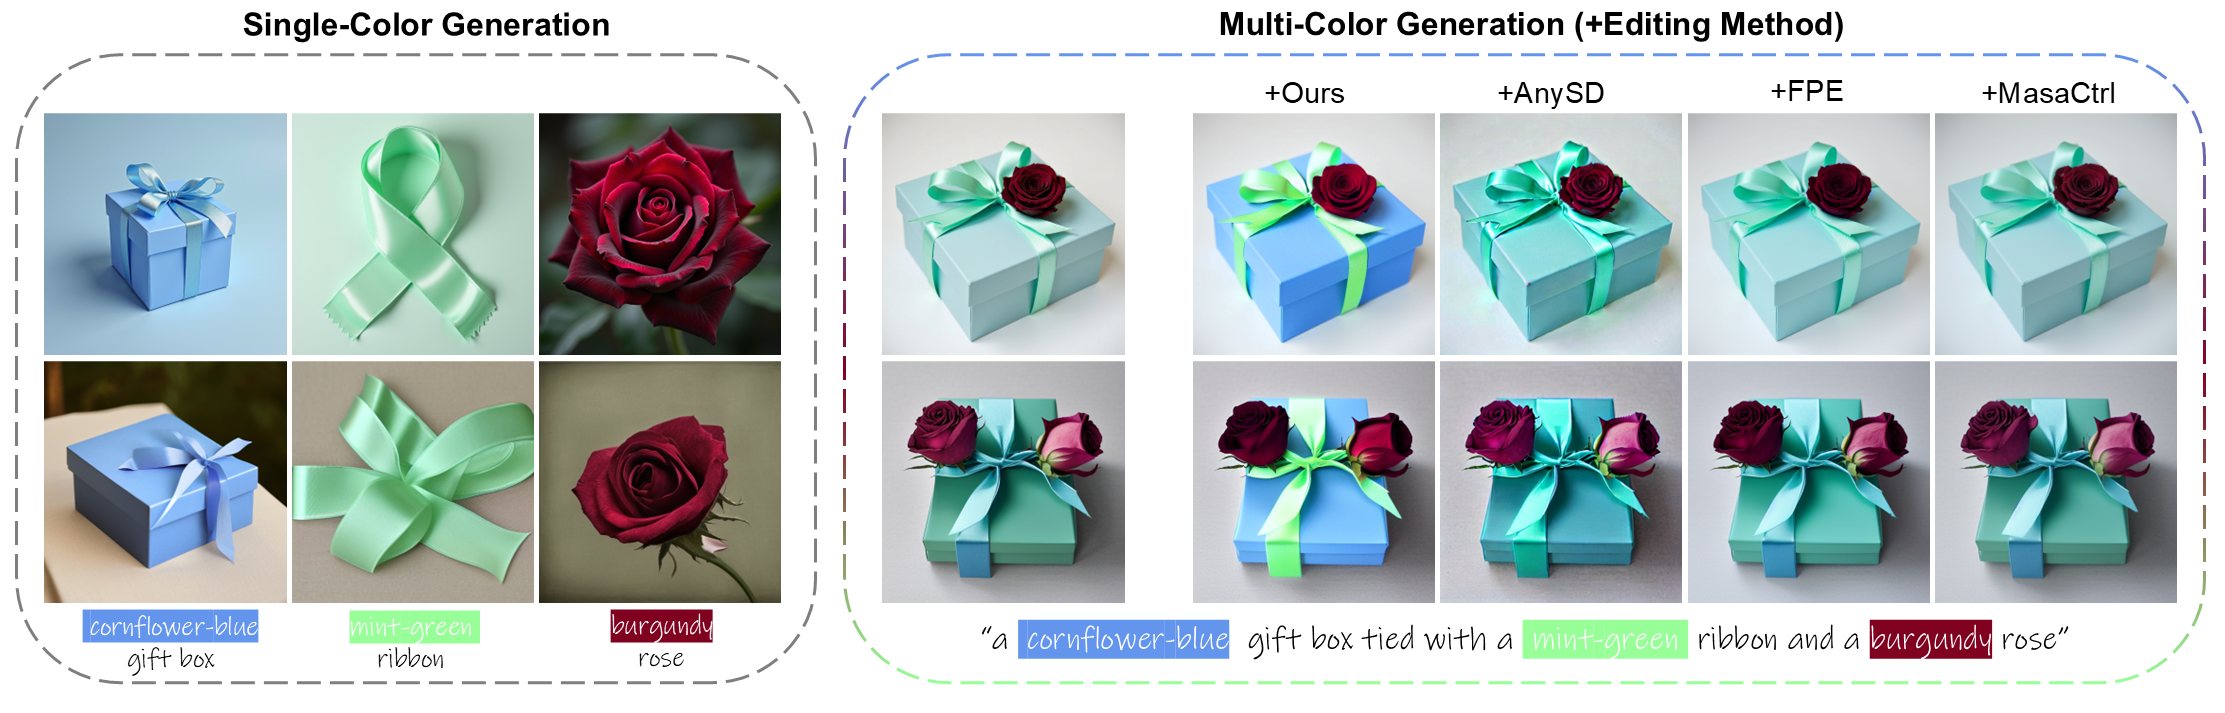 Single-Color Generation
cornflower-blue
gift box
mint-green
ribbon
burgundy
rose
Multi-Color Generation (+Editing Method)
+Ours
+AnySD
+FPE
+MasaCtrl
“a cornflower-blue gift box tied with a mint-green ribbon and a burgundy rose”